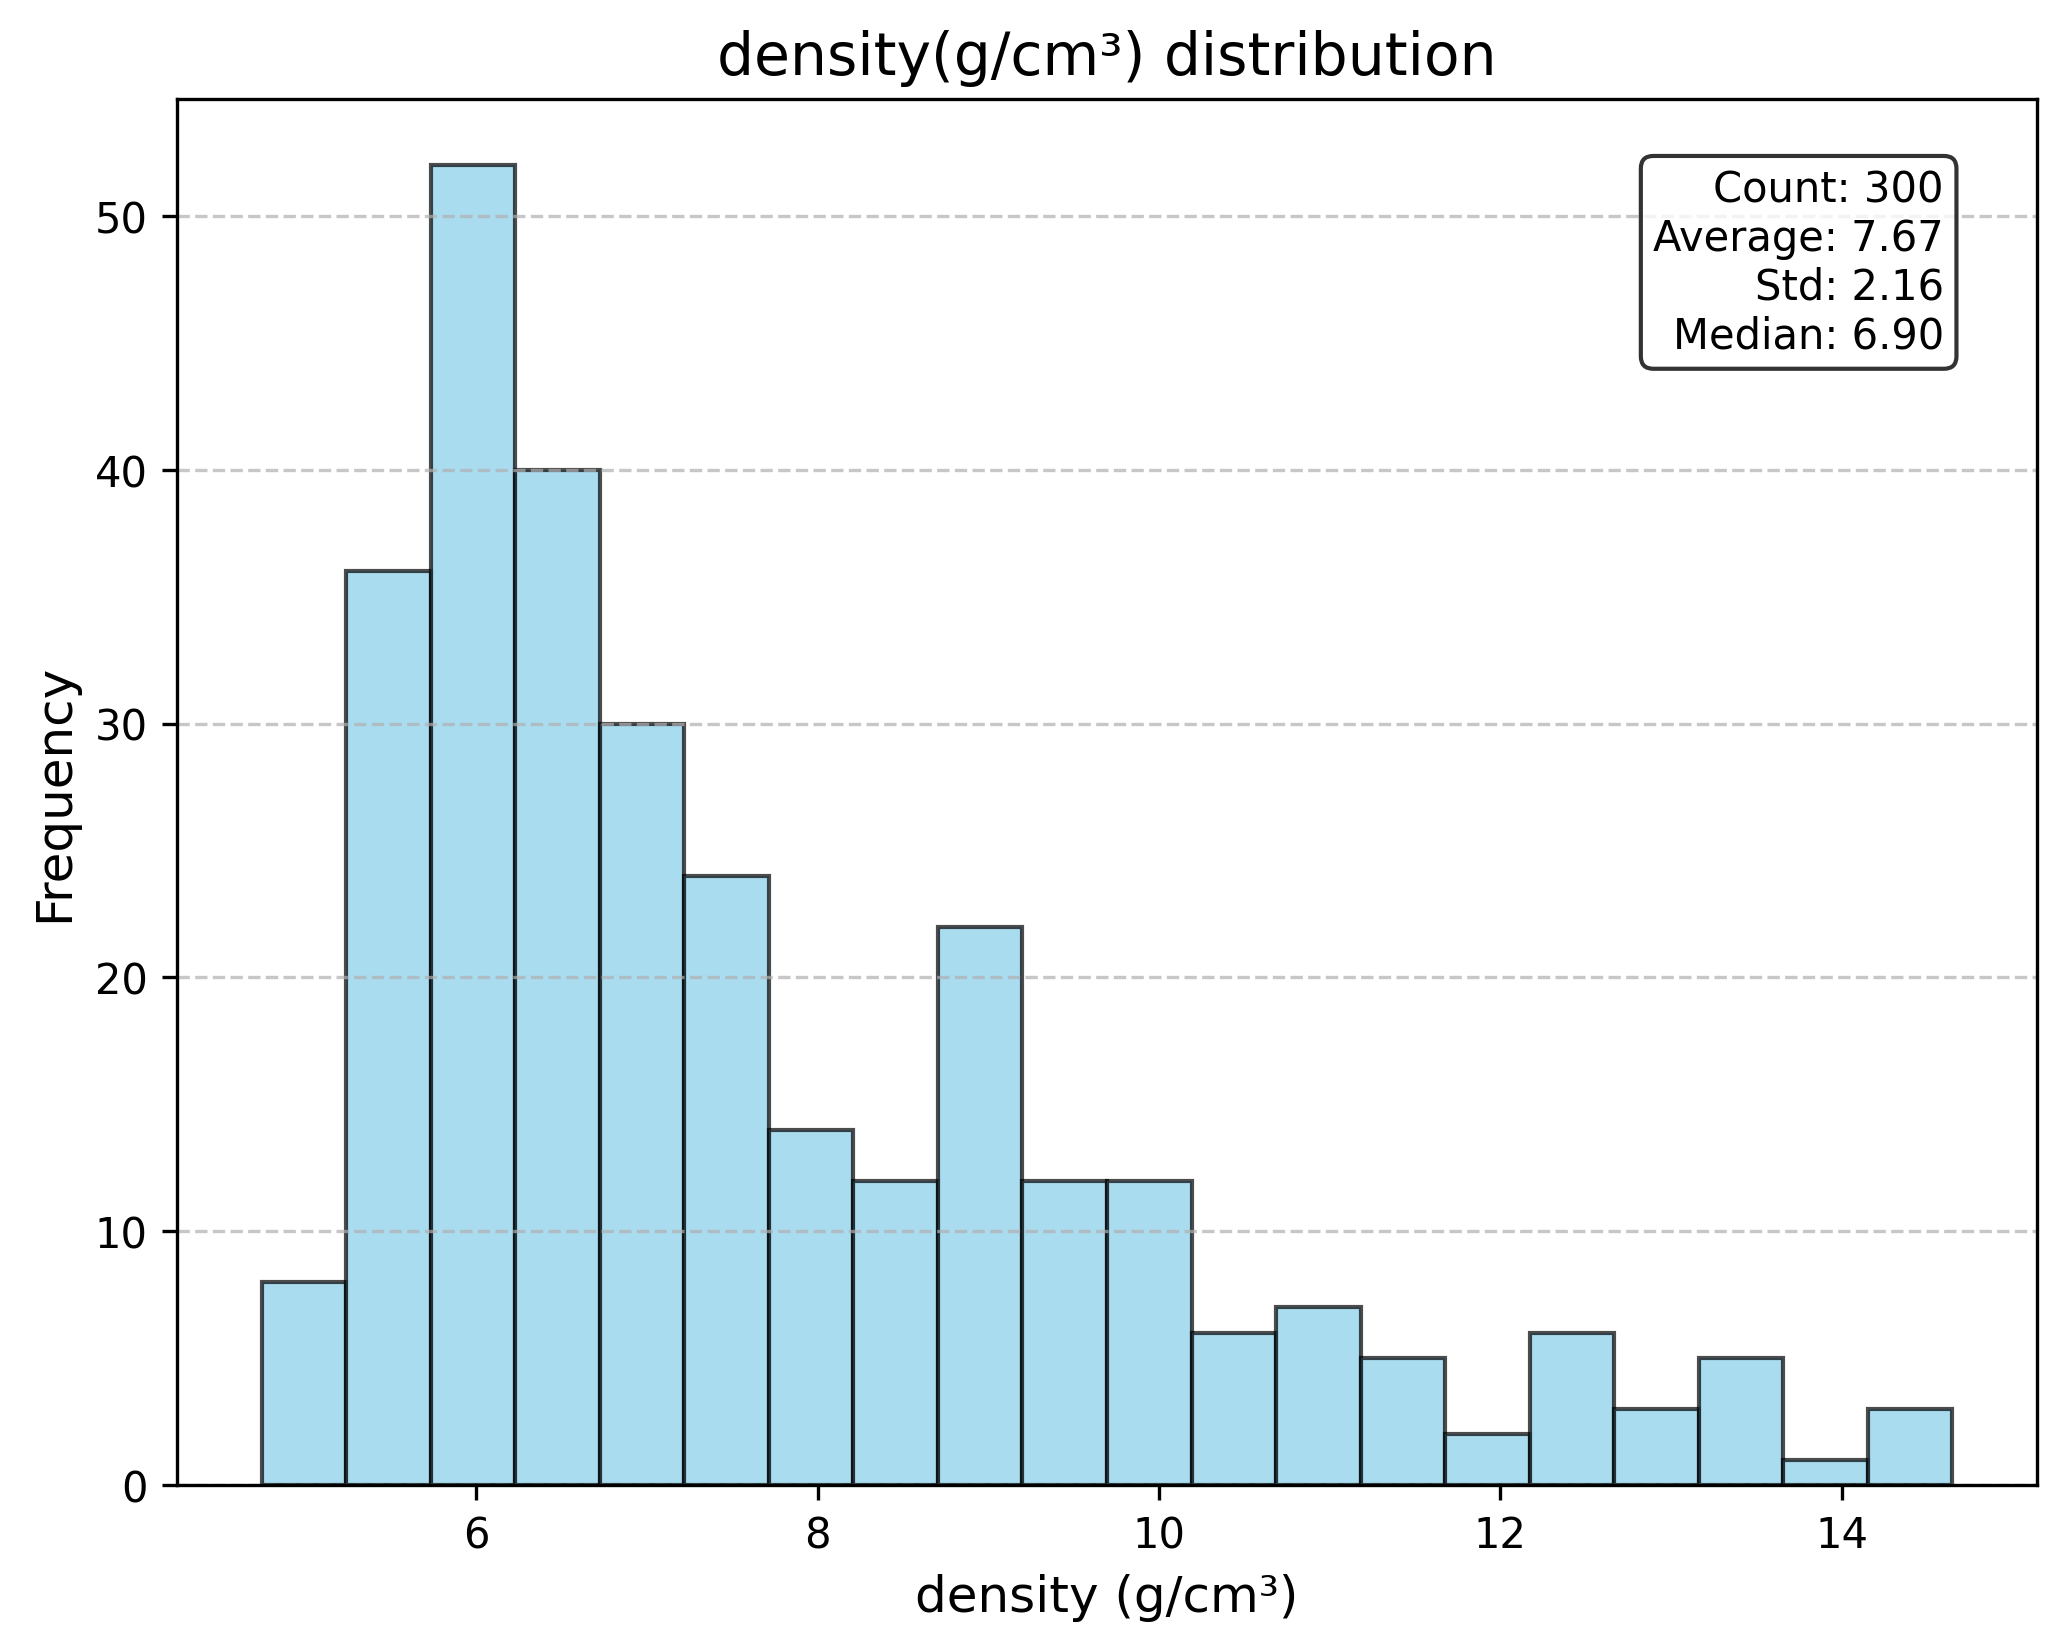 density(g/cm³) distribution
Count: 300
Average: 7.67
Std: 2.16
Median: 6.90
Frequency
50
40
30
20
10
0
6 8 10 12 14
density (g/cm³)